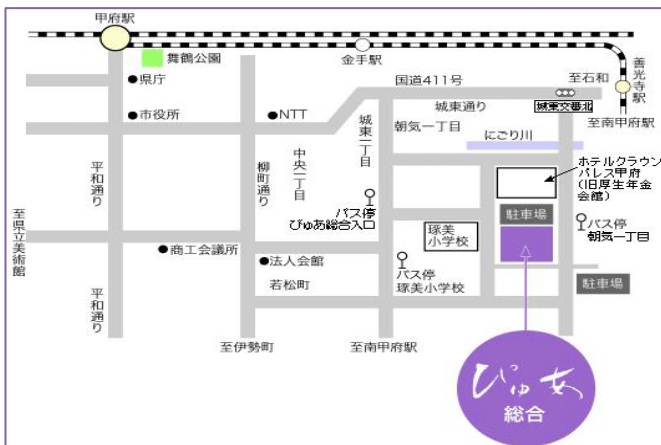 甲府駅
舞鶴公園
金手駅
善光寺駅
国道411号
至石和
●県庁
城東通り
城東交番北
●市役所
●NTT
朝気一丁目
至南甲府駅
にごり川
城東二丁目
中央二丁目
柳町通り
平和通り
ホテルクラウン
パレス甲府
(旧厚生年金
会館)
バス停
ぴゅあ総合入口
駐車場
琢美
小学校
バス停
朝気一丁目
至県立美術館
●商工会議所
●法人会館
バス停
琢美小学校
若松町
駐車場
平和通り
至伊勢町
至南甲府駅
ぴゅあ
総合